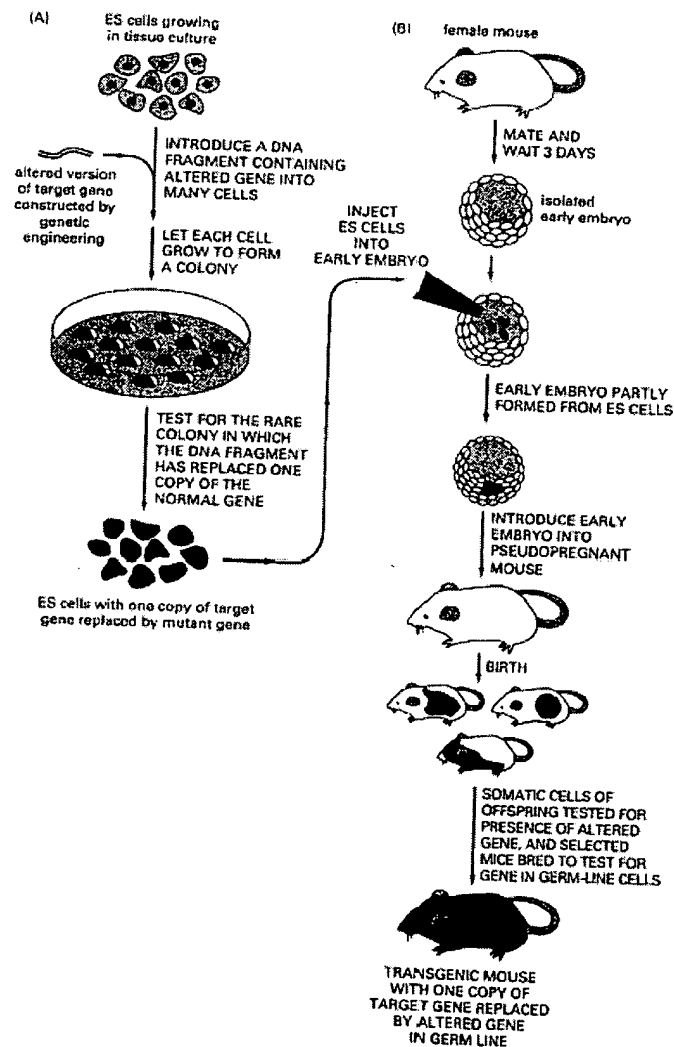 (A)
ES cells growing
in tissue culture
INTRODUCE A DNA
FRAGMENT CONTAINING
ALTERED GENE INTO
MANY CELLS
altered version
of target gene
constructed by
genetic
engineering
LET EACH CELL
GROW TO FORM
A COLONY
TEST FOR THE RARE
COLONY IN WHICH
THE DNA FRAGMENT
HAS REPLACED ONE
COPY OF THE
NORMAL GENE
ES cells with one copy of target
gene replaced by mutant gene
INJECT
ES CELLS
INTO
EARLY EMBRYO
(B)
female mouse
MATE AND
WAIT 3 DAYS
isolated
early embryo
EARLY EMBRYO PARTLY
FORMED FROM ES CELLS
INTRODUCE EARLY
EMBRYO INTO
PSEUDOPREGNANT
MOUSE
BIRTH
SOMATIC CELLS OF
OFFSPRING TESTED FOR
PRESENCE OF ALTERED
GENE, AND SELECTED
MICE BRED TO TEST FOR
GENE IN GERM-LINE CELLS
TRANSGENIC MOUSE
WITH ONE COPY OF
TARGET GENE REPLACED
BY ALTERED GENE
IN GERM LINE